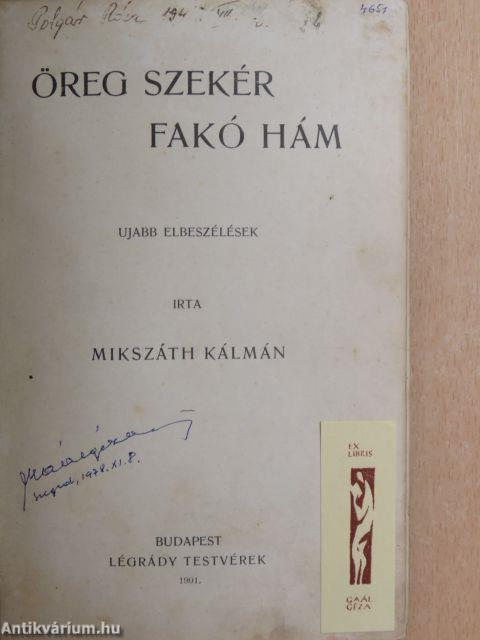 Polgár 4651
ÖREG SZEKÉR
FAKÓ HÁM
UJABB ELBESZÉLÉSEK
IRTA
MIKSZÁTH KÁLMÁN
Szeged, 1978. XI. 8.
EX
LIBRIS
GAÁL
GÉZA
BUDAPEST
LÉGRÁDY TESTVÉREK
1901.
Antikvárium.hu